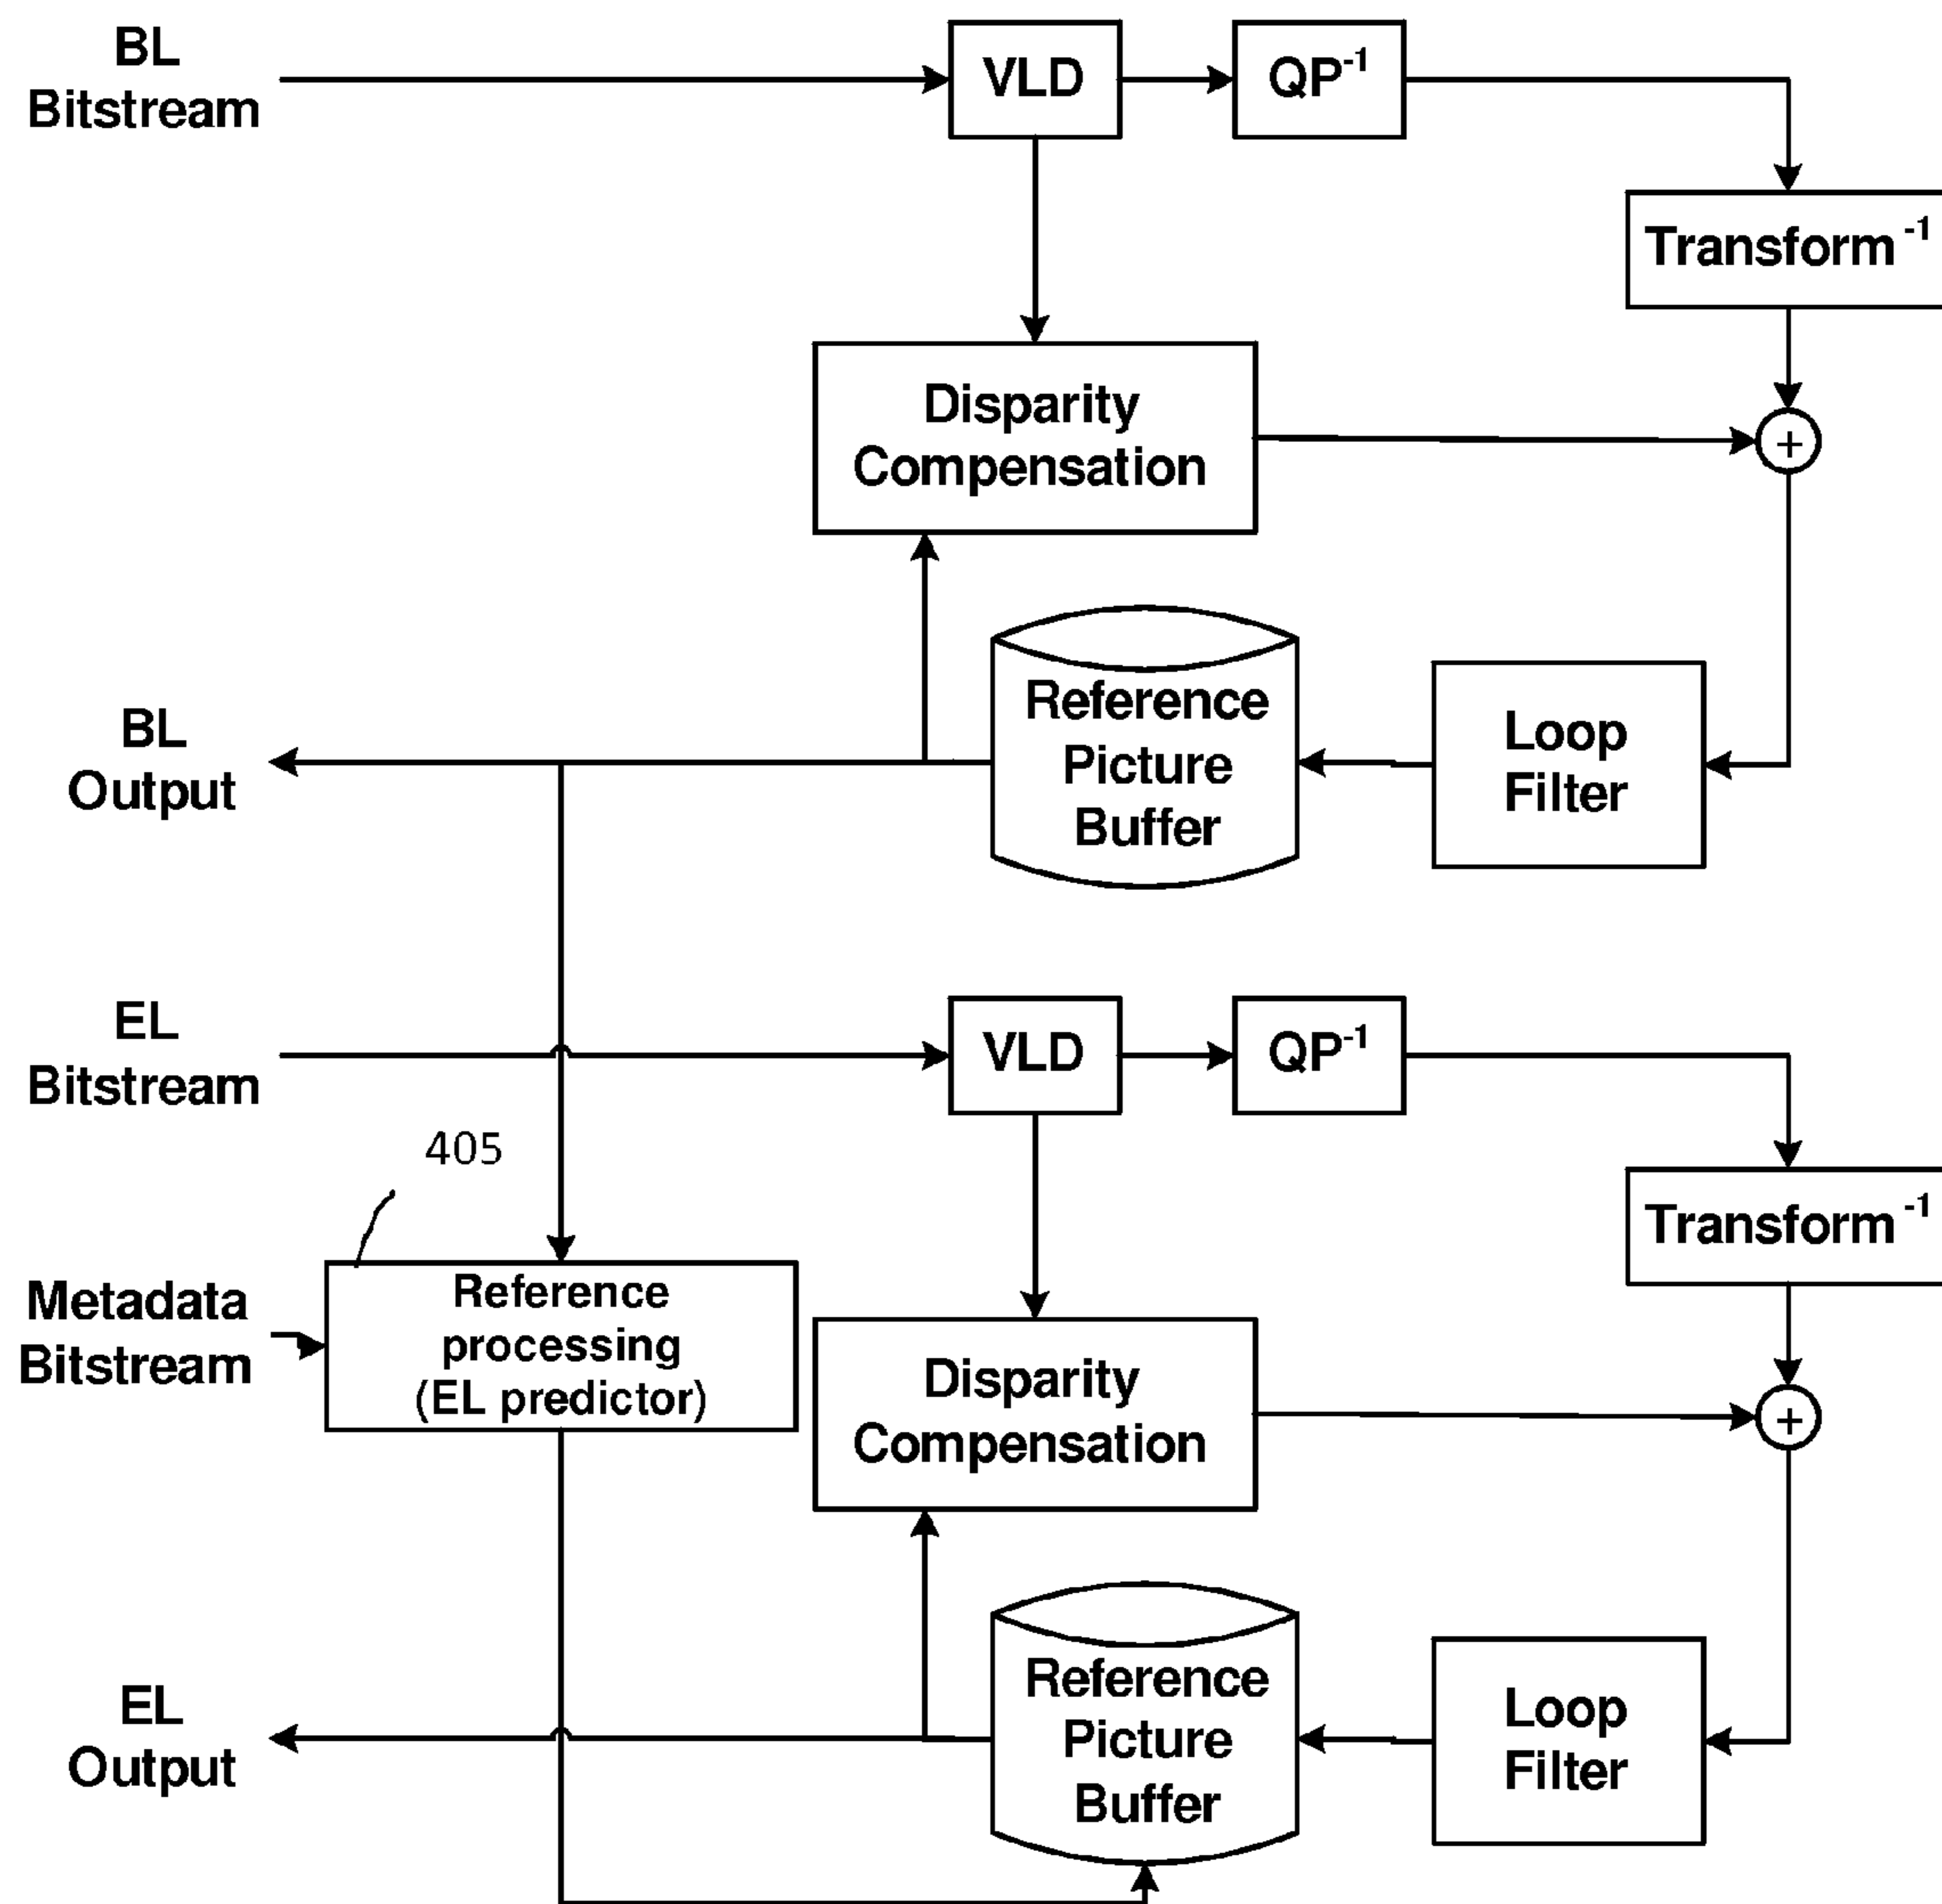 BL
Bitstream
VLD
QP⁻¹
Transform⁻¹
Disparity
Compensation
+
BL
Output
Reference
Picture
Buffer
Loop
Filter
EL
Bitstream
VLD
QP⁻¹
405
Transform⁻¹
Metadata
Bitstream
Reference
processing
(EL predictor)
Disparity
Compensation
+
EL
Output
Reference
Picture
Buffer
Loop
Filter